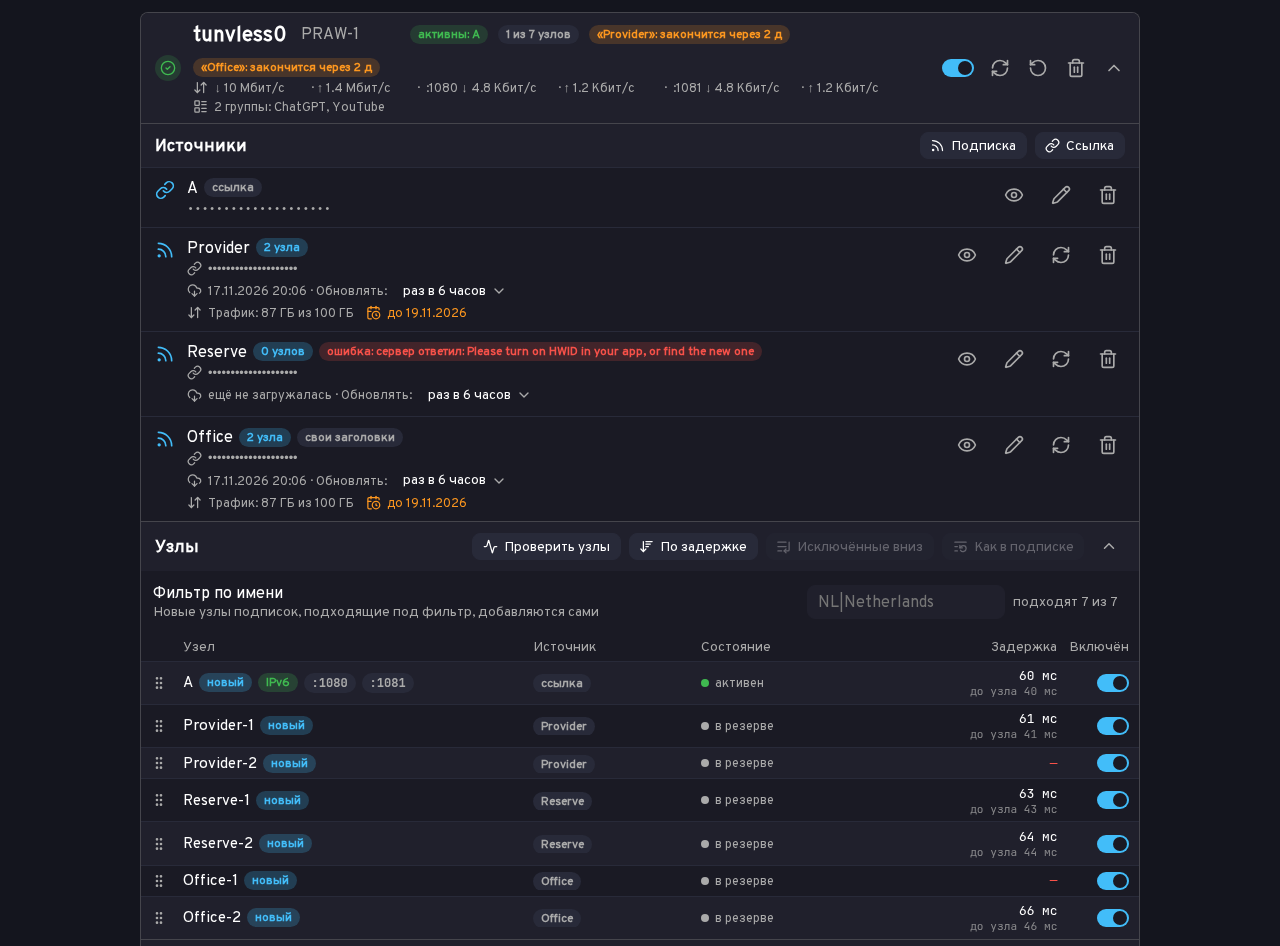 tunvless0 PRAW-1 активны: A 1 из 7 узлов «Provider»: закончится через 2 д
«Office»: закончится через 2 д
↓ 10 Мбит/с · ↑ 1.4 Мбит/с · :1080 ↓ 4.8 Кбит/с · ↑ 1.2 Кбит/с · :1081 ↓ 4.8 Кбит/с · ↑ 1.2 Кбит/с
2 группы: ChatGPT, YouTube
Источники Подписка Ссылка
A ссылка
••••••••••••••••••••
Provider 2 узла
••••••••••••••••••••
17.11.2026 20:06 · Обновлять: раз в 6 часов
Трафик: 87 ГБ из 100 ГБ до 19.11.2026
Reserve 0 узлов ошибка: сервер ответил: Please turn on HWID in your app, or find the new one
••••••••••••••••••••
ещё не загружалась · Обновлять: раз в 6 часов
Office 2 узла свои заголовки
••••••••••••••••••••
17.11.2026 20:06 · Обновлять: раз в 6 часов
Трафик: 87 ГБ из 100 ГБ до 19.11.2026
Узлы Проверить узлы По задержке Исключённые вниз Как в подписке
Фильтр по имени
Новые узлы подписок, подходящие под фильтр, добавляются сами
NL|Netherlands подходят 7 из 7
Узел Источник Состояние Задержка Включён
A новый IPv6 :1080 :1081 ссылка активен 60 мс
до узла 40 мс
Provider-1 новый Provider в резерве 61 мс
до узла 41 мс
Provider-2 новый Provider в резерве —
Reserve-1 новый Reserve в резерве 63 мс
до узла 43 мс
Reserve-2 новый Reserve в резерве 64 мс
до узла 44 мс
Office-1 новый Office в резерве —
Office-2 новый Office в резерве 66 мс
до узла 46 мс